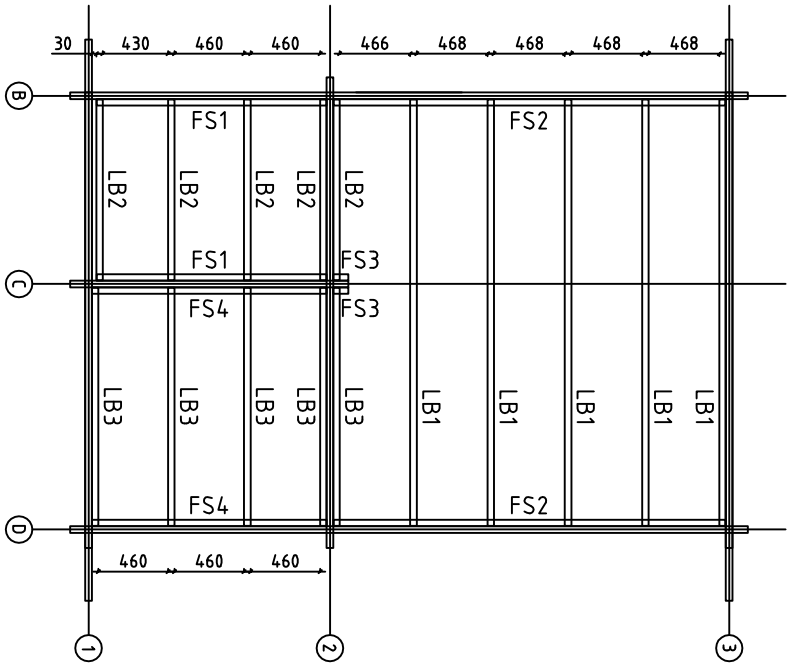 30 430 460 460 466 468 468 468 468
B
FS1 FS2
LB2 LB2 LB2 LB2 LB2
FS1 FS3
C
FS4 FS3
LB3 LB3 LB3 LB3 LB3 LB1 LB1 LB1 LB1 LB1
FS4 FS2
D
460 460 460
1 2 3